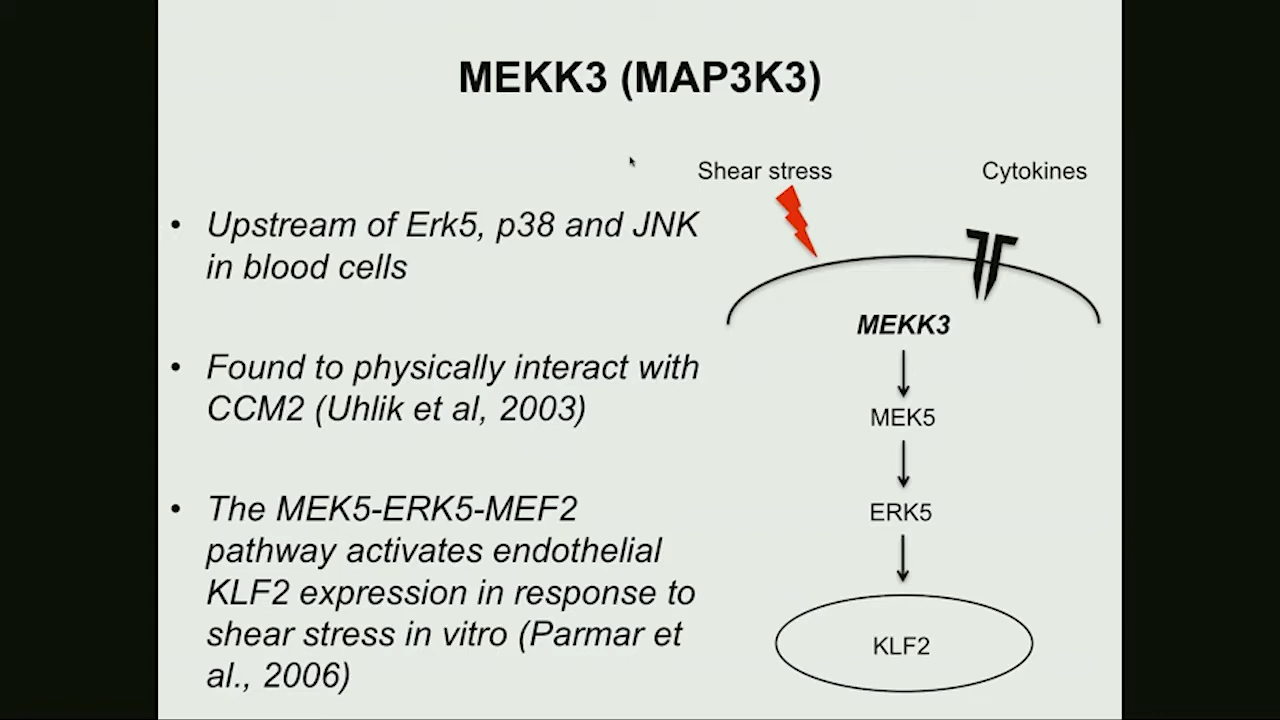 MEKK3 (MAP3K3)
Shear stress
Cytokines
• Upstream of Erk5, p38 and JNK
in blood cells
• Found to physically interact with
CCM2 (Uhlik et al, 2003)
• The MEK5-ERK5-MEF2
pathway activates endothelial
KLF2 expression in response to
shear stress in vitro (Parmar et
al., 2006)
MEKK3
MEK5
ERK5
KLF2